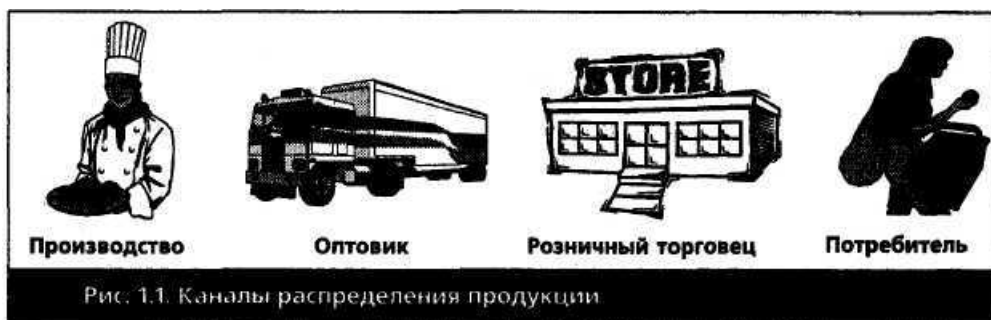 STORE
Производство Оптовик Розничный торговец Потребитель
Рис. 1.1. Каналы распределения продукции